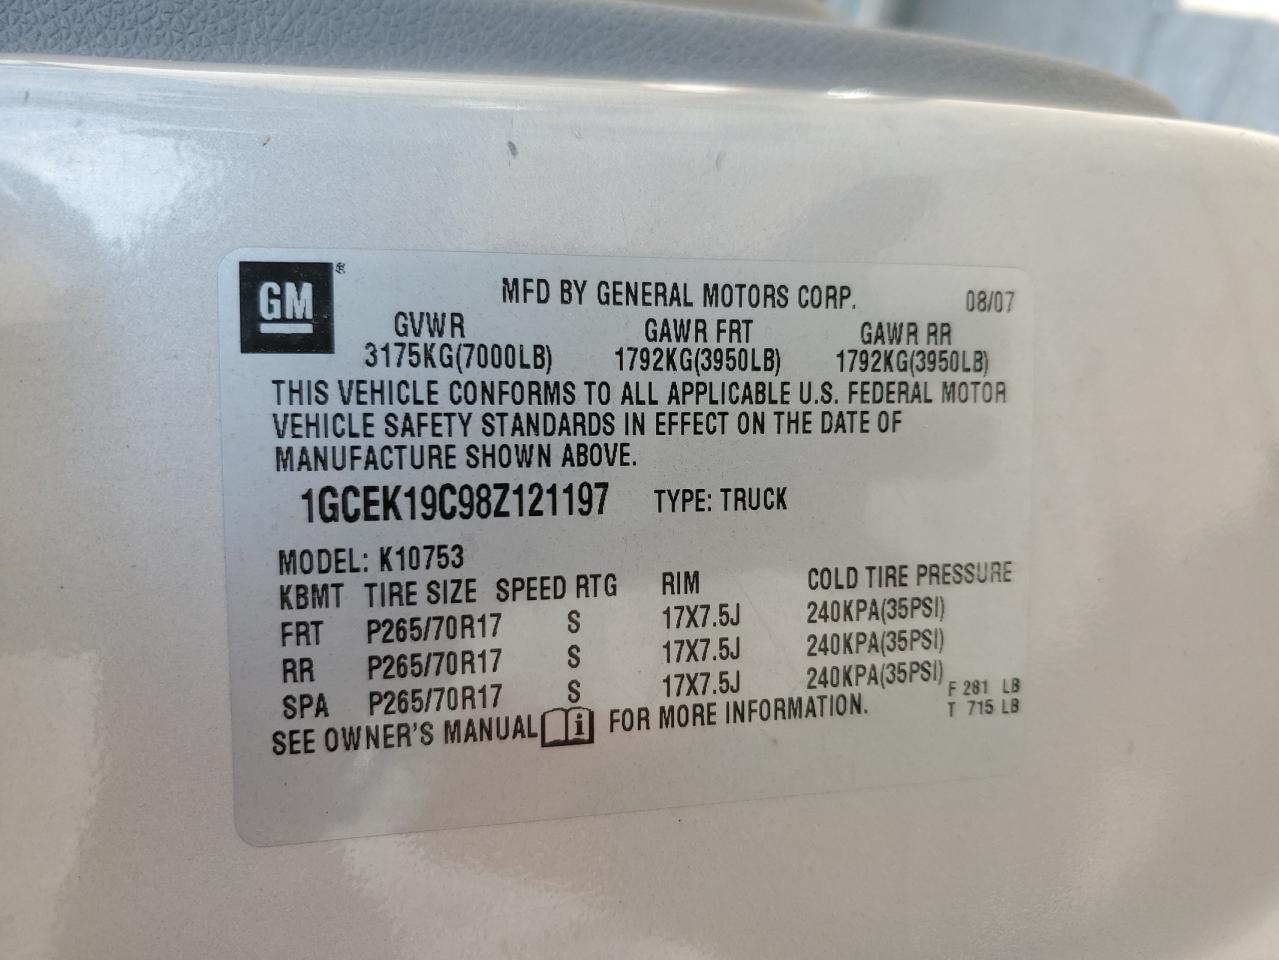 GM ®
MFD BY GENERAL MOTORS CORP. 08/07
GVWR GAWR FRT GAWR RR
3175KG(7000LB) 1792KG(3950LB) 1792KG(3950LB)
THIS VEHICLE CONFORMS TO ALL APPLICABLE U.S. FEDERAL MOTOR
VEHICLE SAFETY STANDARDS IN EFFECT ON THE DATE OF
MANUFACTURE SHOWN ABOVE.
1GCEK19C98Z121197 TYPE: TRUCK
MODEL: K10753
KBMT TIRE SIZE SPEED RTG RIM COLD TIRE PRESSURE
FRT P265/70R17 S 17X7.5J 240KPA(35PSI)
RR P265/70R17 S 17X7.5J 240KPA(35PSI)
SPA P265/70R17 S 17X7.5J 240KPA(35PSI)
F 281 LB
T 715 LB
SEE OWNER'S MANUAL i FOR MORE INFORMATION.